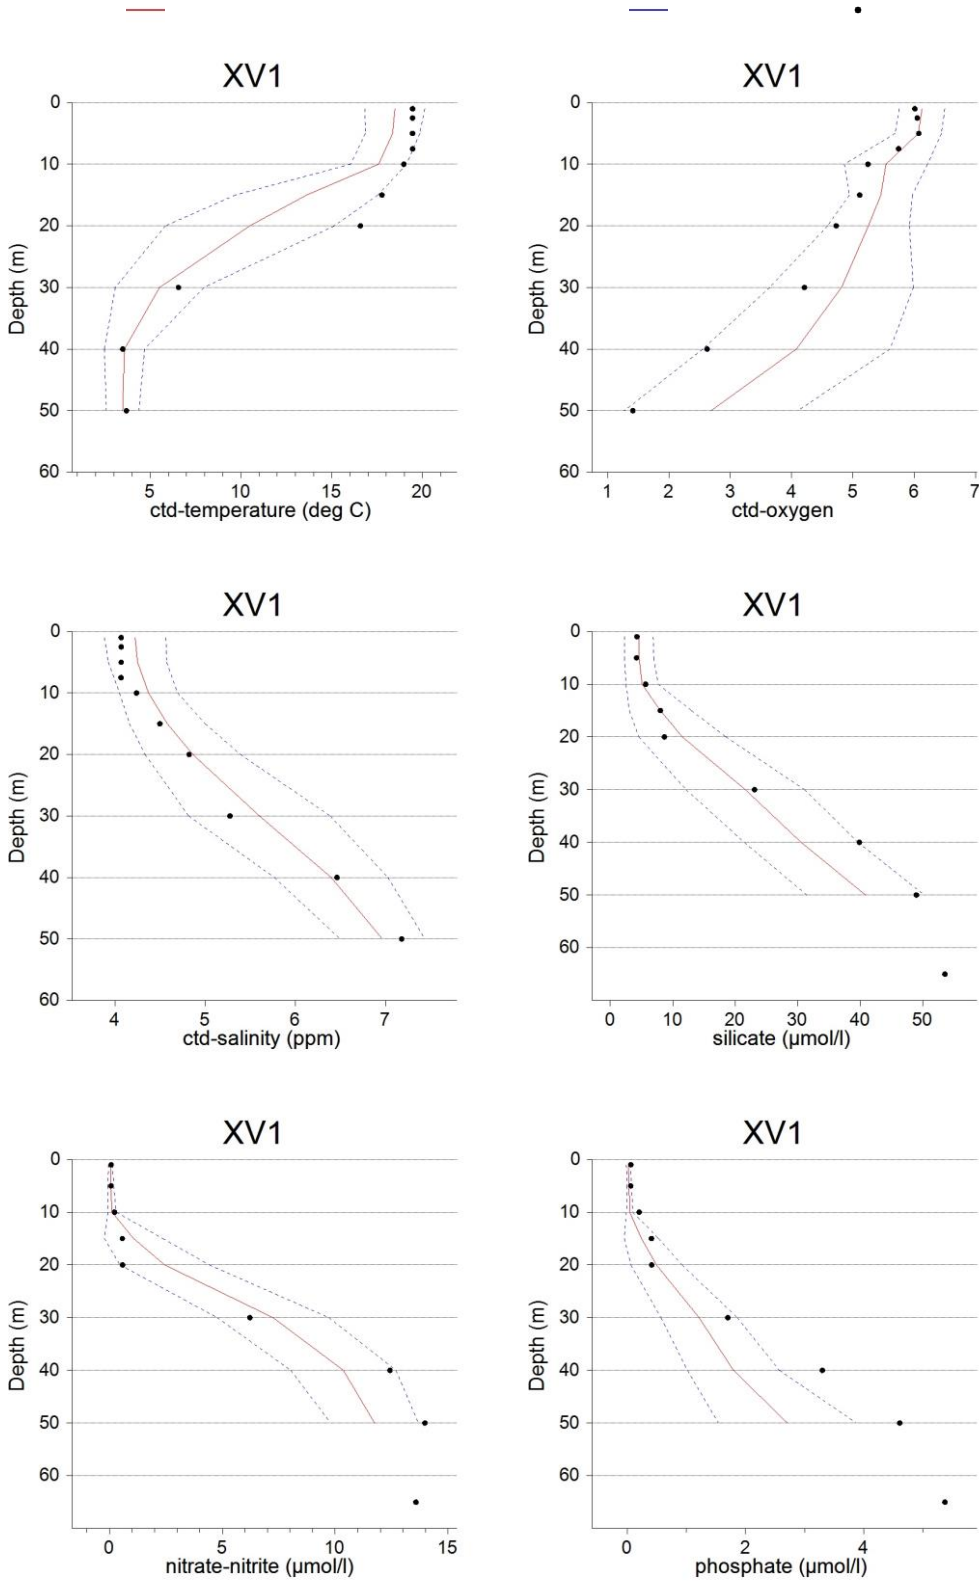 XV1
0
10
20
30
40
50
60
Depth (m)
5 10 15 20
ctd-temperature (deg C)
XV1
0
10
20
30
40
50
60
Depth (m)
1 2 3 4 5 6 7
ctd-oxygen
XV1
0
10
20
30
40
50
60
Depth (m)
4 5 6 7
ctd-salinity (ppm)
XV1
0
10
20
30
40
50
60
Depth (m)
0 10 20 30 40 50
silicate (µmol/l)
XV1
0
10
20
30
40
50
60
Depth (m)
0 5 10 15
nitrate-nitrite (µmol/l)
XV1
0
10
20
30
40
50
60
Depth (m)
0 2 4
phosphate (µmol/l)